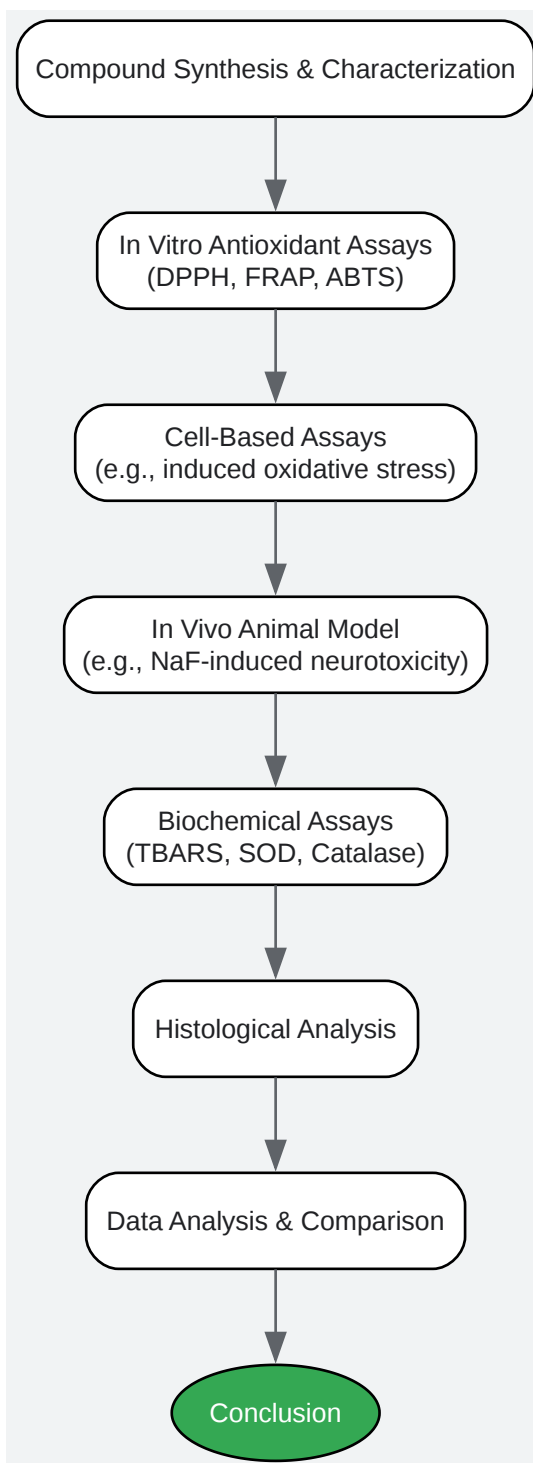 Compound Synthesis & Characterization
In Vitro Antioxidant Assays
(DPPH, FRAP, ABTS)
Cell-Based Assays
(e.g., induced oxidative stress)
In Vivo Animal Model
(e.g., NaF-induced neurotoxicity)
Biochemical Assays
(TBARS, SOD, Catalase)
Histological Analysis
Data Analysis & Comparison
Conclusion